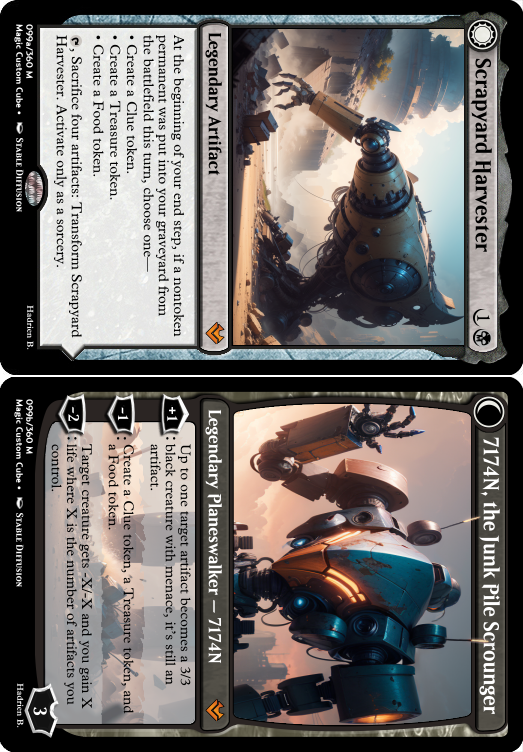 Scrapyard Harvester
1
Legendary Artifact
At the beginning of your end step, if a nontoken
permanent was put into your graveyard from
the battlefield this turn, choose one—
• Create a Clue token.
• Create a Treasure token.
• Create a Food token.
, Sacrifice four artifacts: Transform Scrapyard
Harvester. Activate only as a sorcery.
099a/360 M
Magic Custom Cube • STABLE DIFFUSION
Hadrien B.
7174N, the Junk Pile Scrounger
Legendary Planeswalker — 7174N
+1: Up to one target artifact becomes a 3/3
black creature with menace, it's still an
artifact.
-1: Create a Clue token, a Treasure token, and
a Food token.
-2: Target creature gets -X/-X and you gain X
life where X is the number of artifacts you
control.
3
099b/360 M
Magic Custom Cube • STABLE DIFFUSION
Hadrien B.